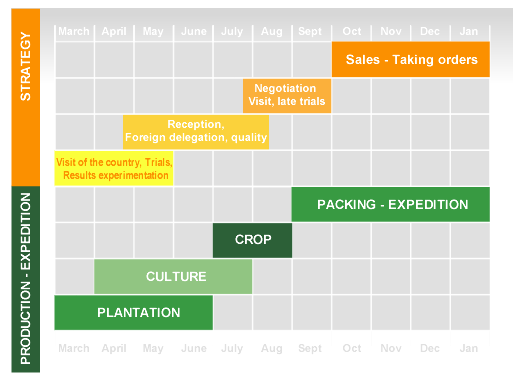 March April May June July Aug Sept Oct Nov Dec Jan
STRATEGY
Sales - Taking orders
Negotiation
Visit, late trials
Reception,
Foreign delegation, quality
Visit of the country, Trials,
Results experimentation
PRODUCTION - EXPEDITION
PACKING - EXPEDITION
CROP
CULTURE
PLANTATION
March April May June July Aug Sept Oct Nov Dec Jan